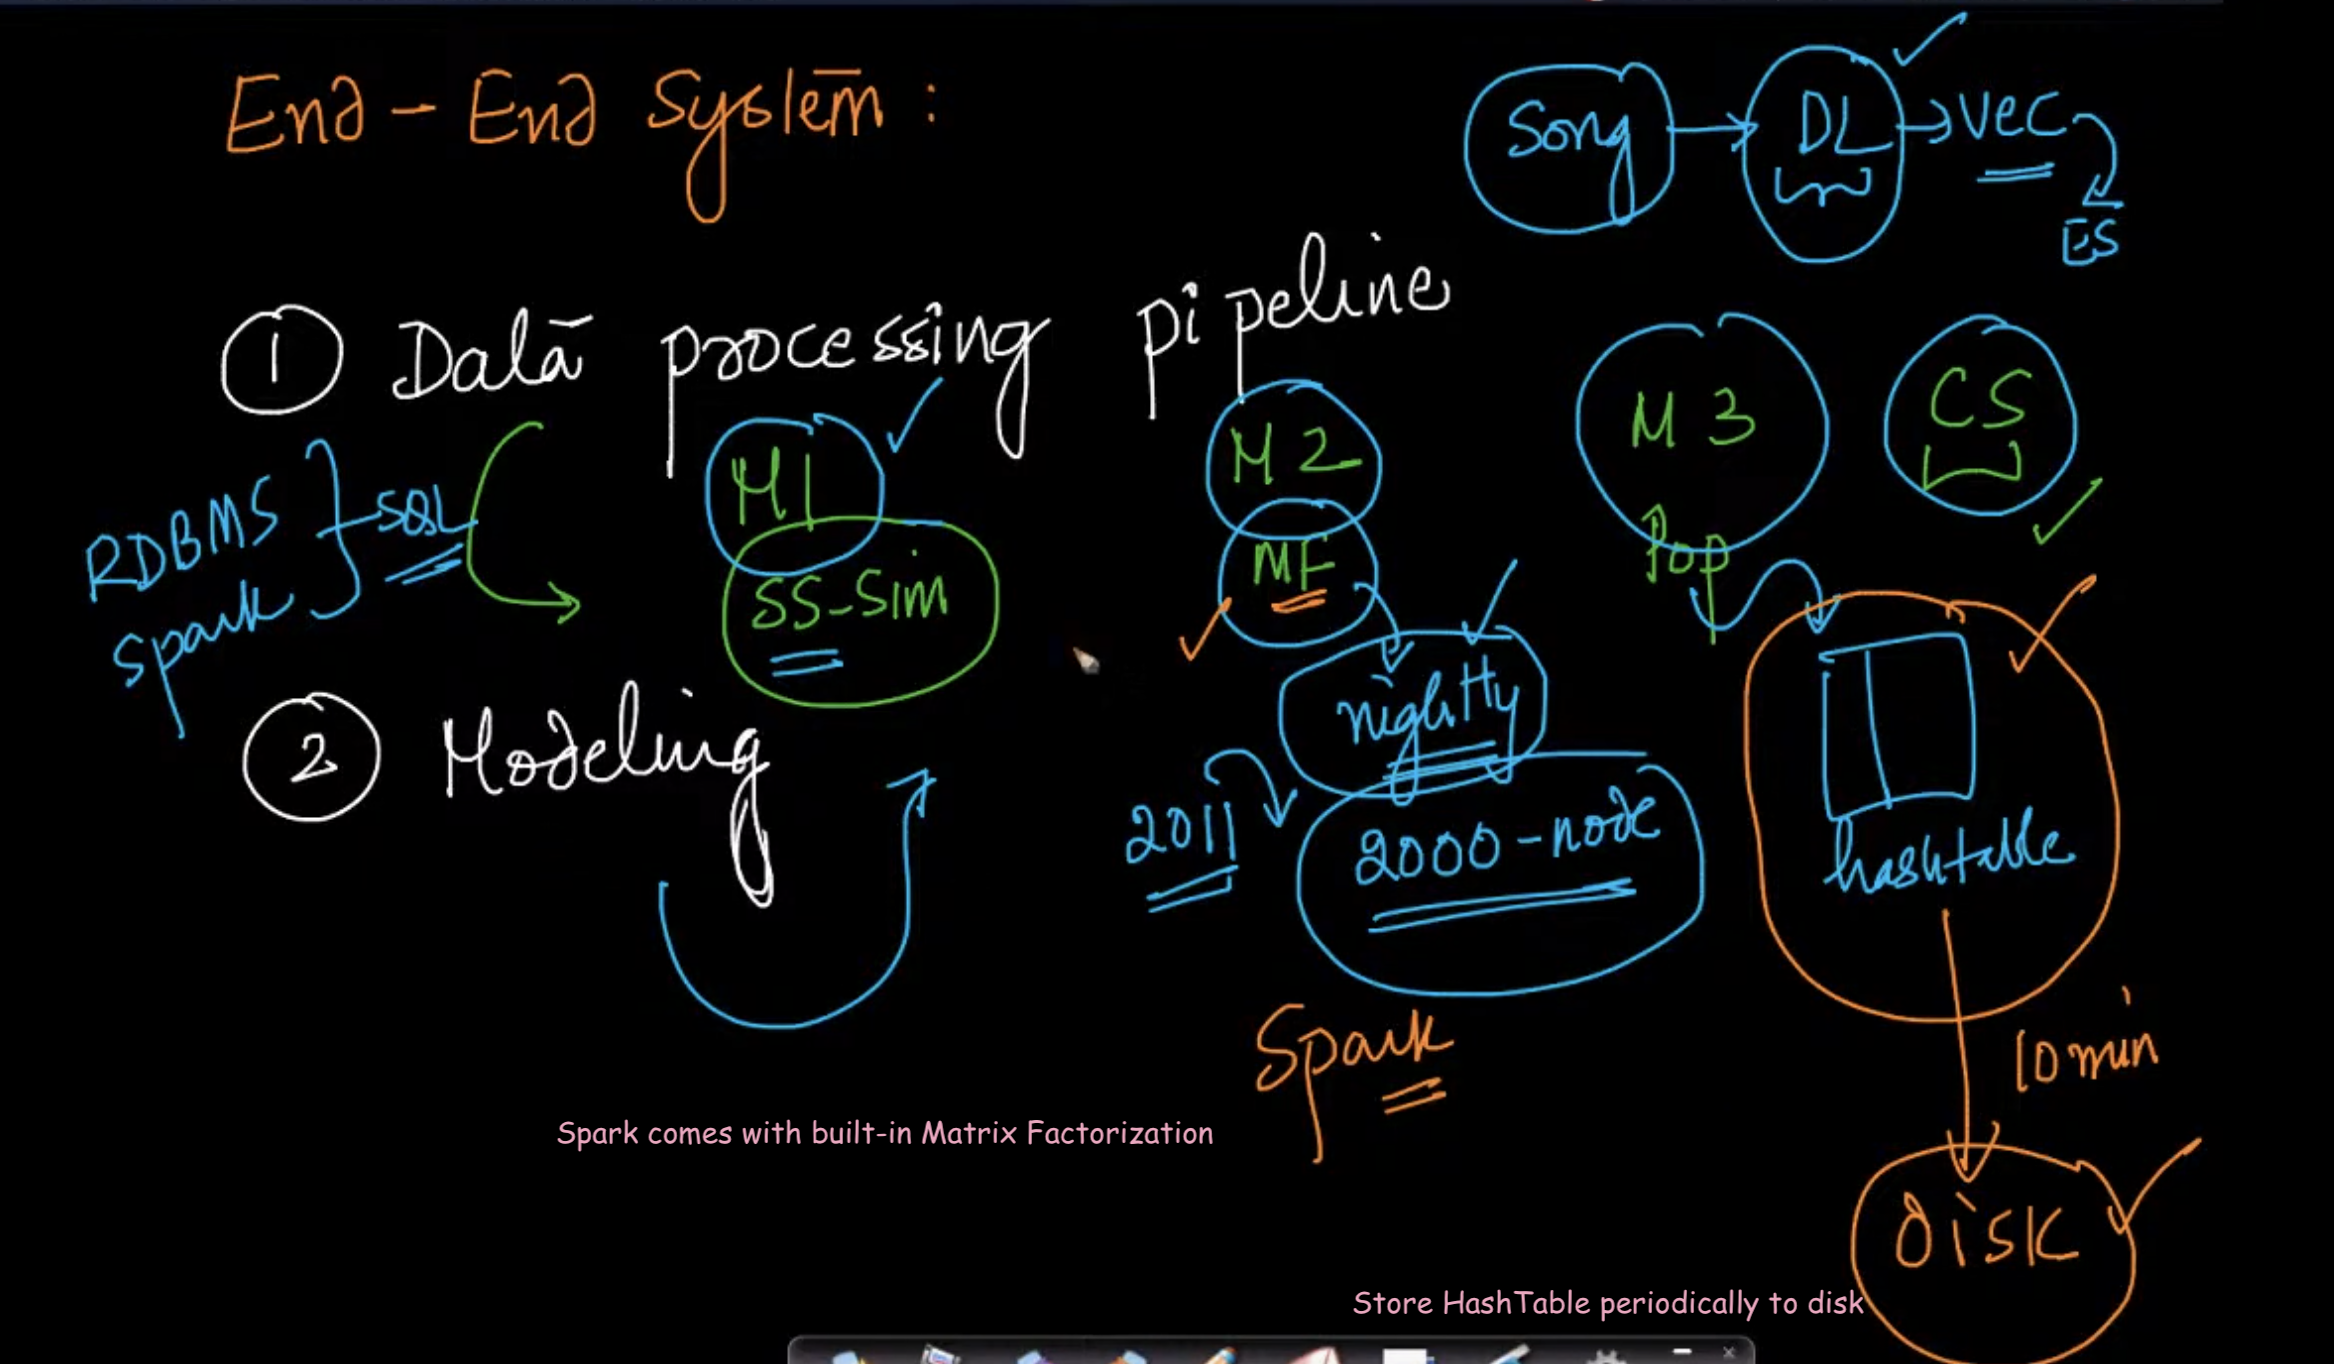 End - End System :
Song → DL → vec
ES
1 Data processing pipeline
RDBMS
Spark
SQL
M1
SS-Sim
M2
MF
M3
Pop
CS
nightly
2 Modeling
2011
2000-node
hashtable
Spark
10 min
Spark comes with built-in Matrix Factorization
disk
Store HashTable periodically to disk